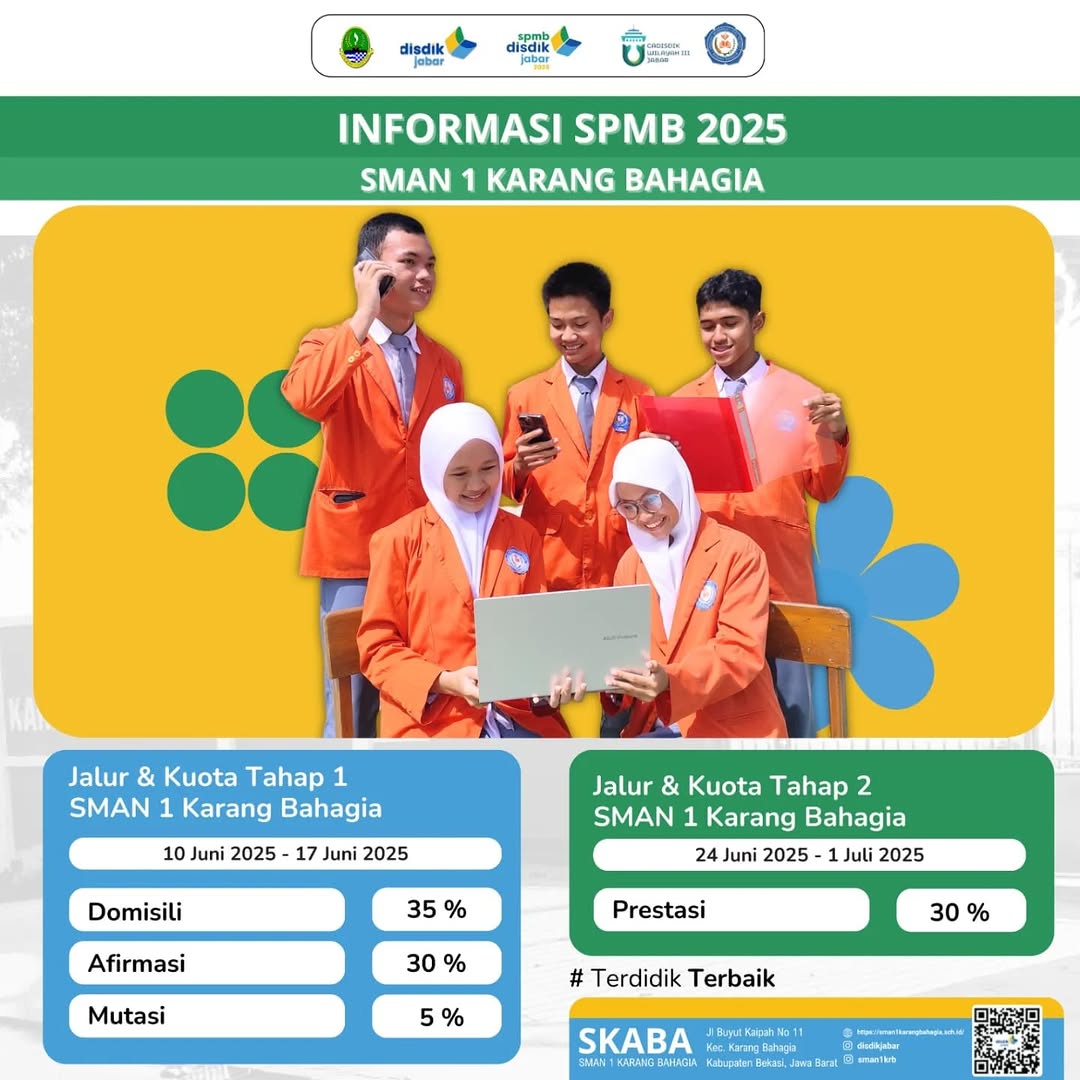 disdik
jabar
spmb
disdik
jabar
2025
CADISDIK
WILAYAH III
JABAR
INFORMASI SPMB 2025
SMAN 1 KARANG BAHAGIA
Jalur & Kuota Tahap 1
SMAN 1 Karang Bahagia
10 Juni 2025 - 17 Juni 2025
Domisili 35 %
Afirmasi 30 %
Mutasi 5 %
Jalur & Kuota Tahap 2
SMAN 1 Karang Bahagia
24 Juni 2025 - 1 Juli 2025
Prestasi 30 %
# Terdidik Terbaik
SKABA
SMAN 1 KARANG BAHAGIA
Jl Buyut Kaipah No 11
Kec. Karang Bahagia
Kabupaten Bekasi, Jawa Barat
https://sman1karangbahagia.sch.id/
disdikjabar
sman1krb